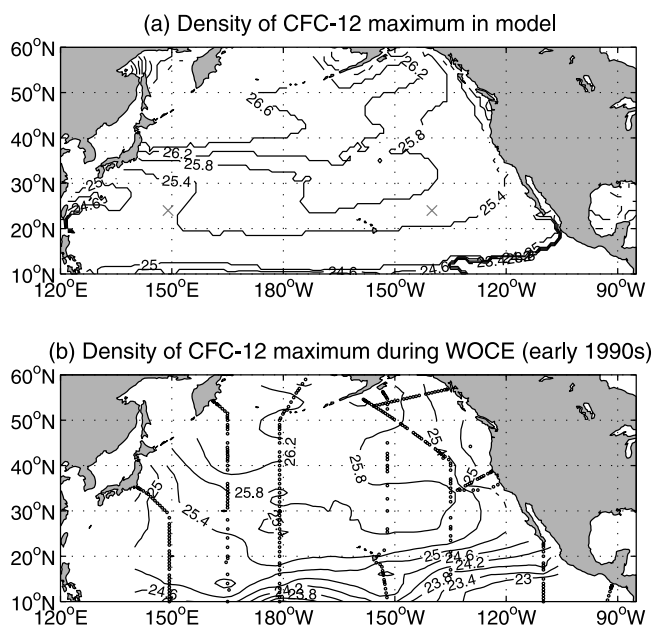 (a) Density of CFC-12 maximum in model
60°N
26.2
50°N
26.6
40°N
25.8
26.2
25.8
30°N
25
25.4
25.4
24.6
20°N
25
24.6
24.6
10°N
120°E
150°E
180°W
150°W
120°W
90°W
(b) Density of CFC-12 maximum during WOCE (early 1990s)
60°N
50°N
26.2
25.4
40°N
25
25.8
25.8
25
30°N
25.4
20°N
25
24.6
24.2
23.8
23.4
23
24.6
24.2
23.8
10°N
120°E
150°E
180°W
150°W
120°W
90°W